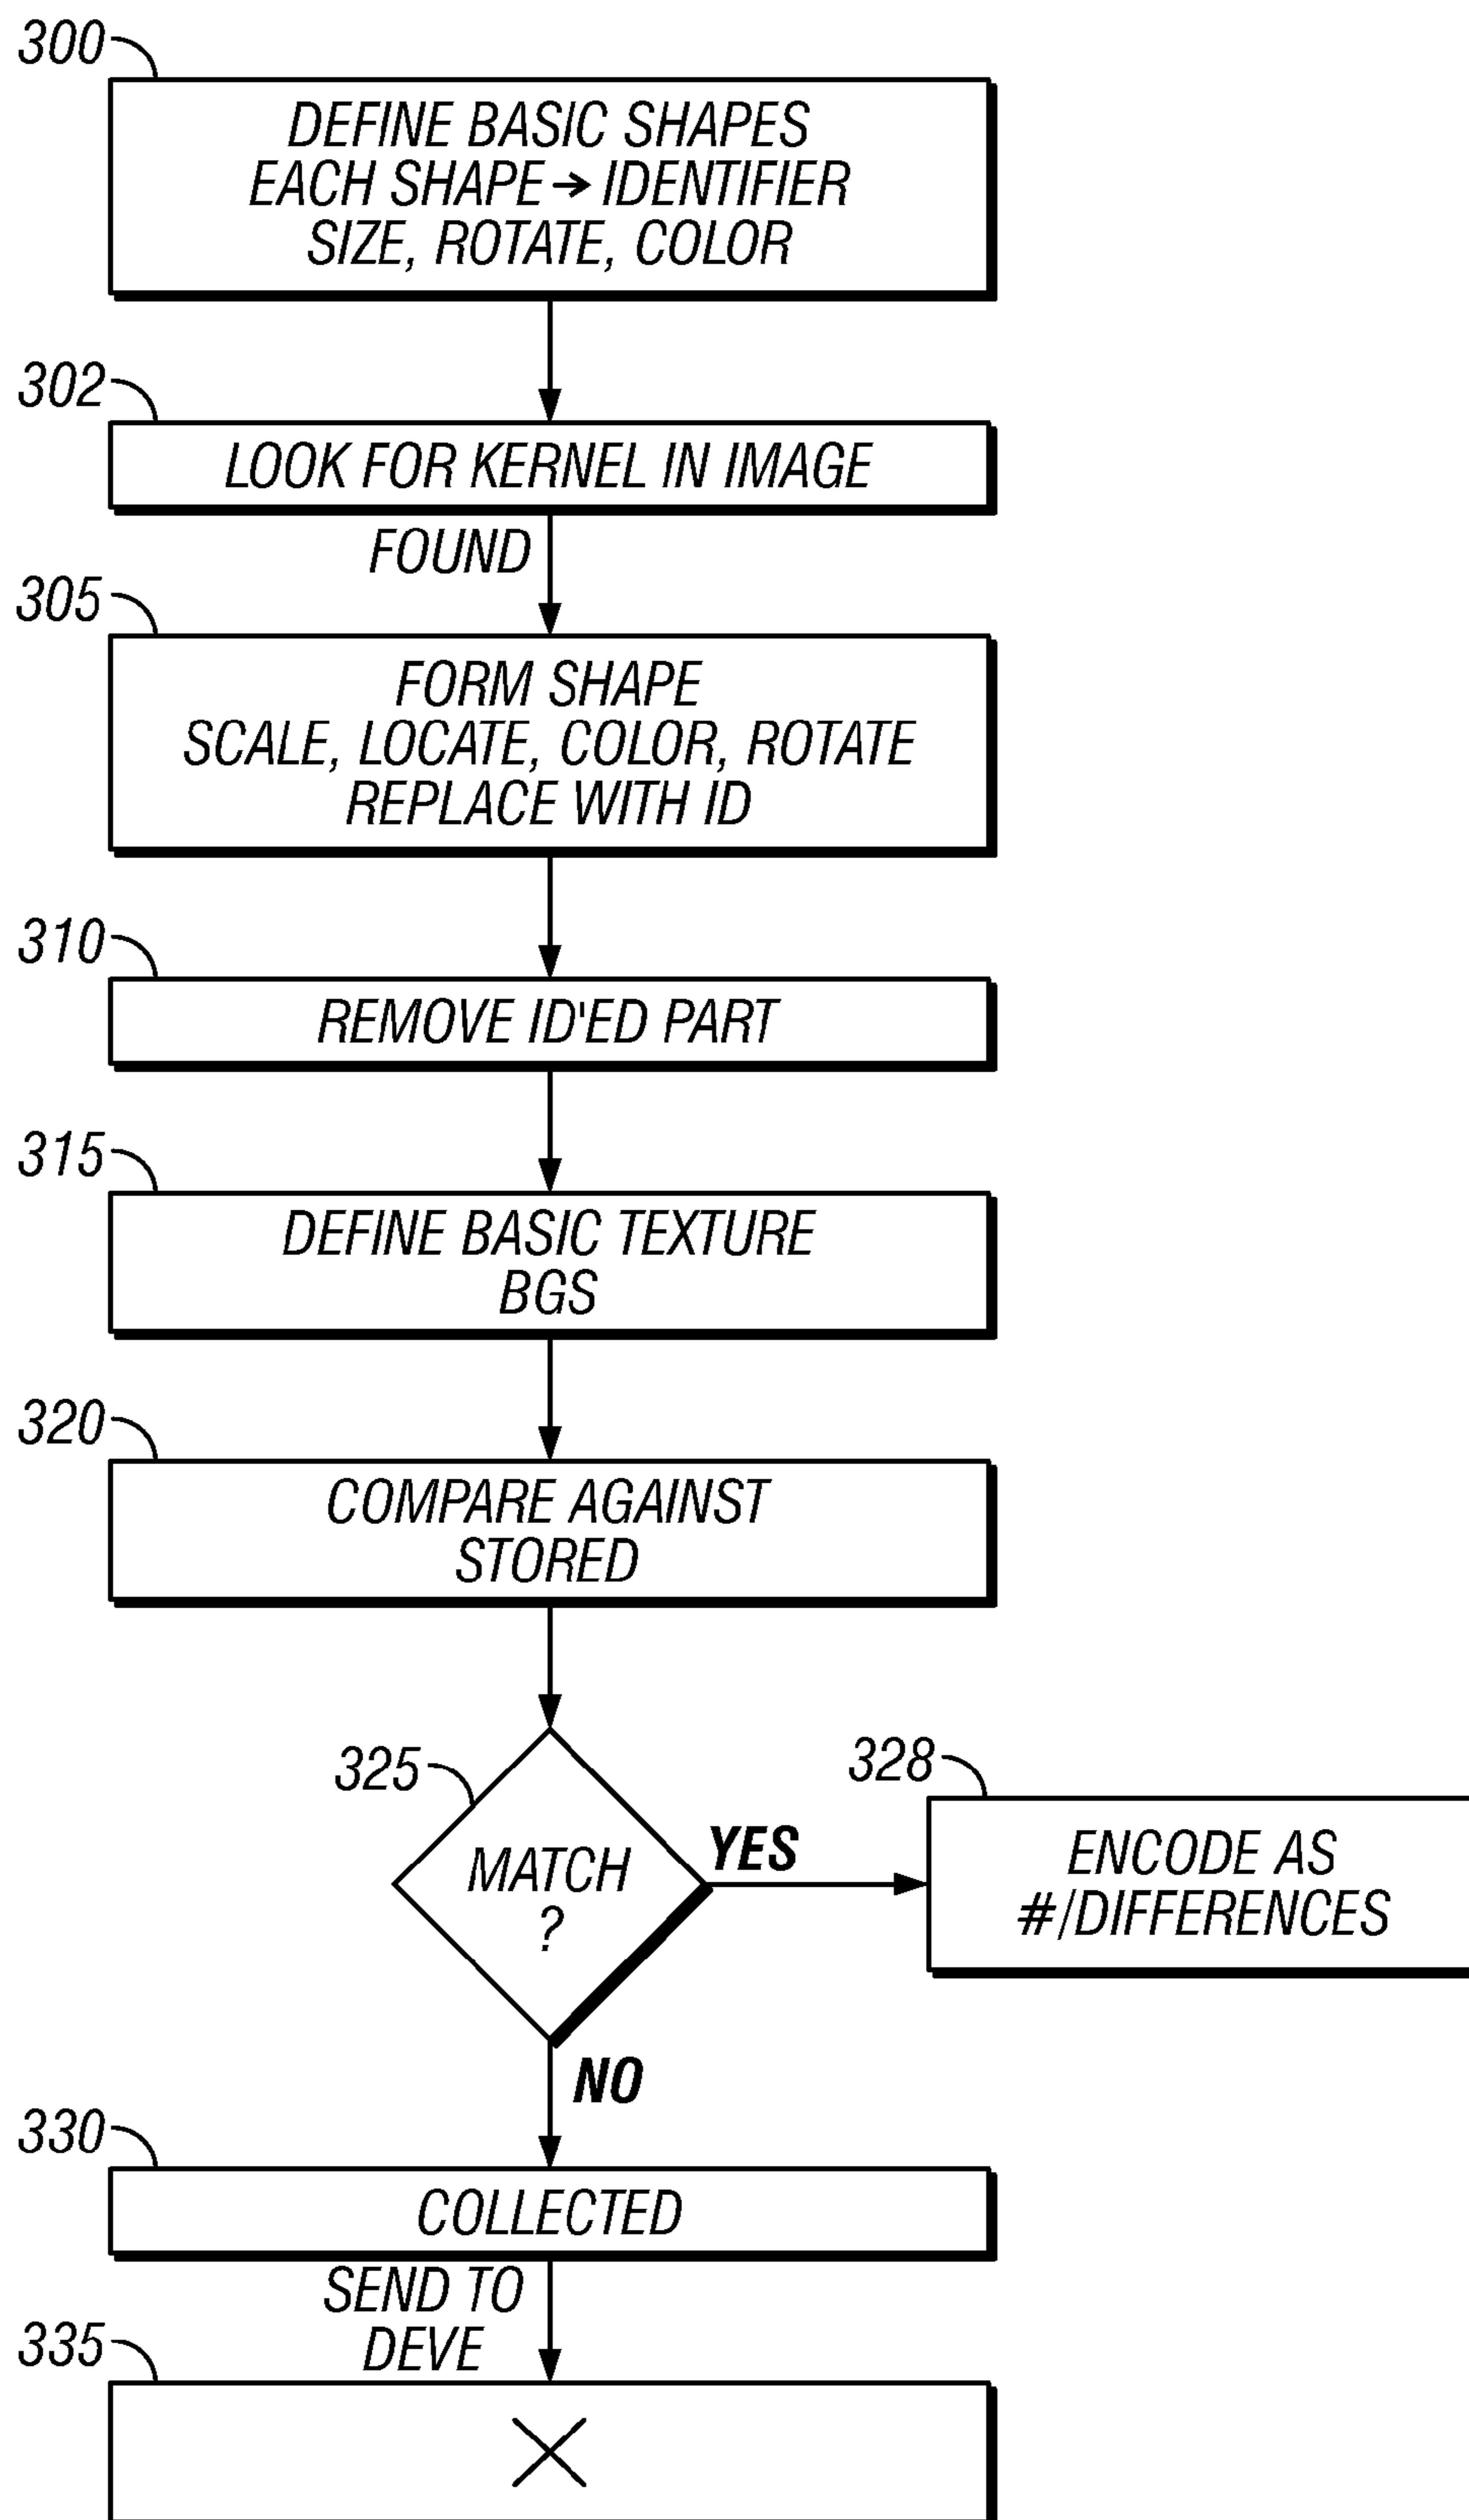 300
DEFINE BASIC SHAPES
EACH SHAPE → IDENTIFIER
SIZE, ROTATE, COLOR
302
LOOK FOR KERNEL IN IMAGE
FOUND
305
FORM SHAPE
SCALE, LOCATE, COLOR, ROTATE
REPLACE WITH ID
310
REMOVE ID'ED PART
315
DEFINE BASIC TEXTURE
BGS
320
COMPARE AGAINST
STORED
325
MATCH
?
YES
328
ENCODE AS
#/DIFFERENCES
NO
330
COLLECTED
SEND TO
DEVE
335
X